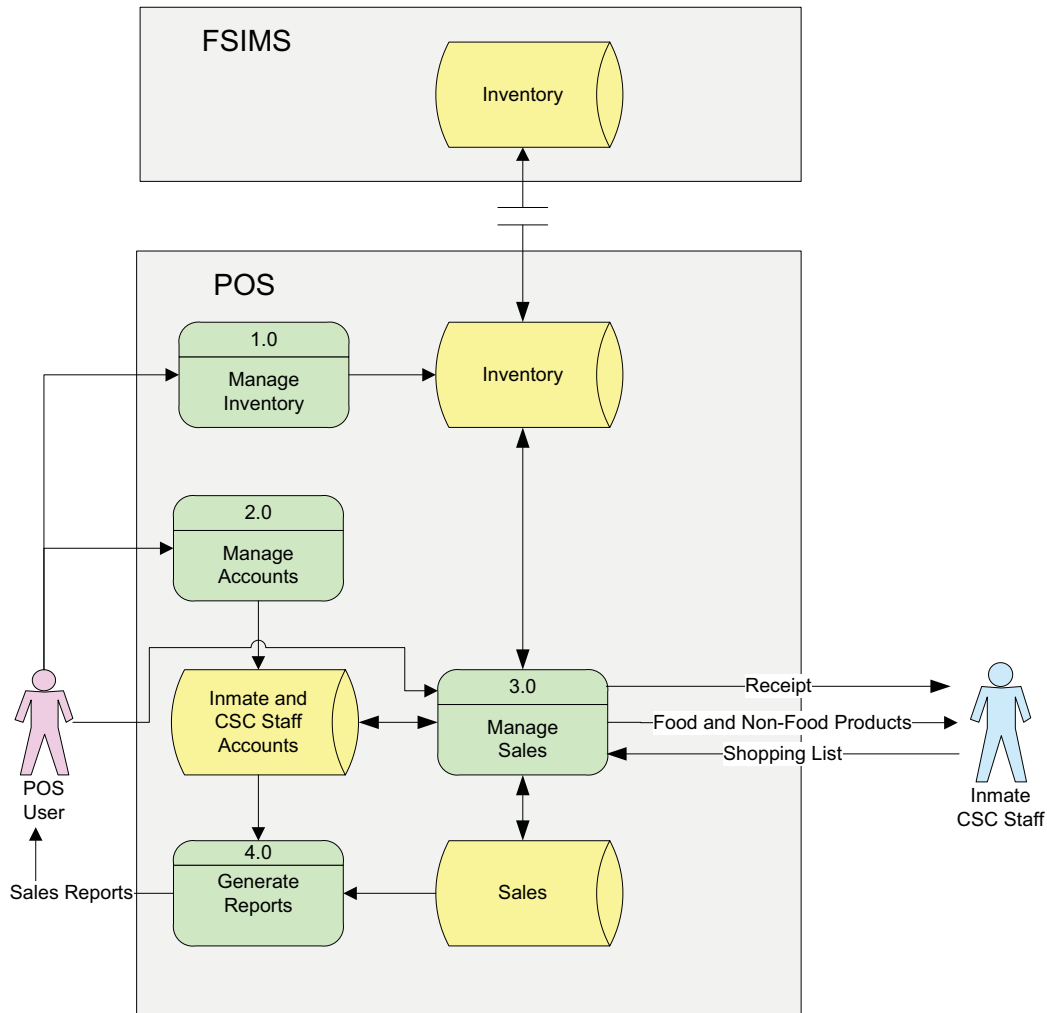 FSIMS
Inventory
POS
1.0
Manage
Inventory
Inventory
2.0
Manage
Accounts
Inmate and
CSC Staff
Accounts
3.0
Manage
Sales
Receipt
Food and Non-Food Products
Shopping List
POS
User
Inmate
CSC Staff
4.0
Generate
Reports
Sales
Sales Reports